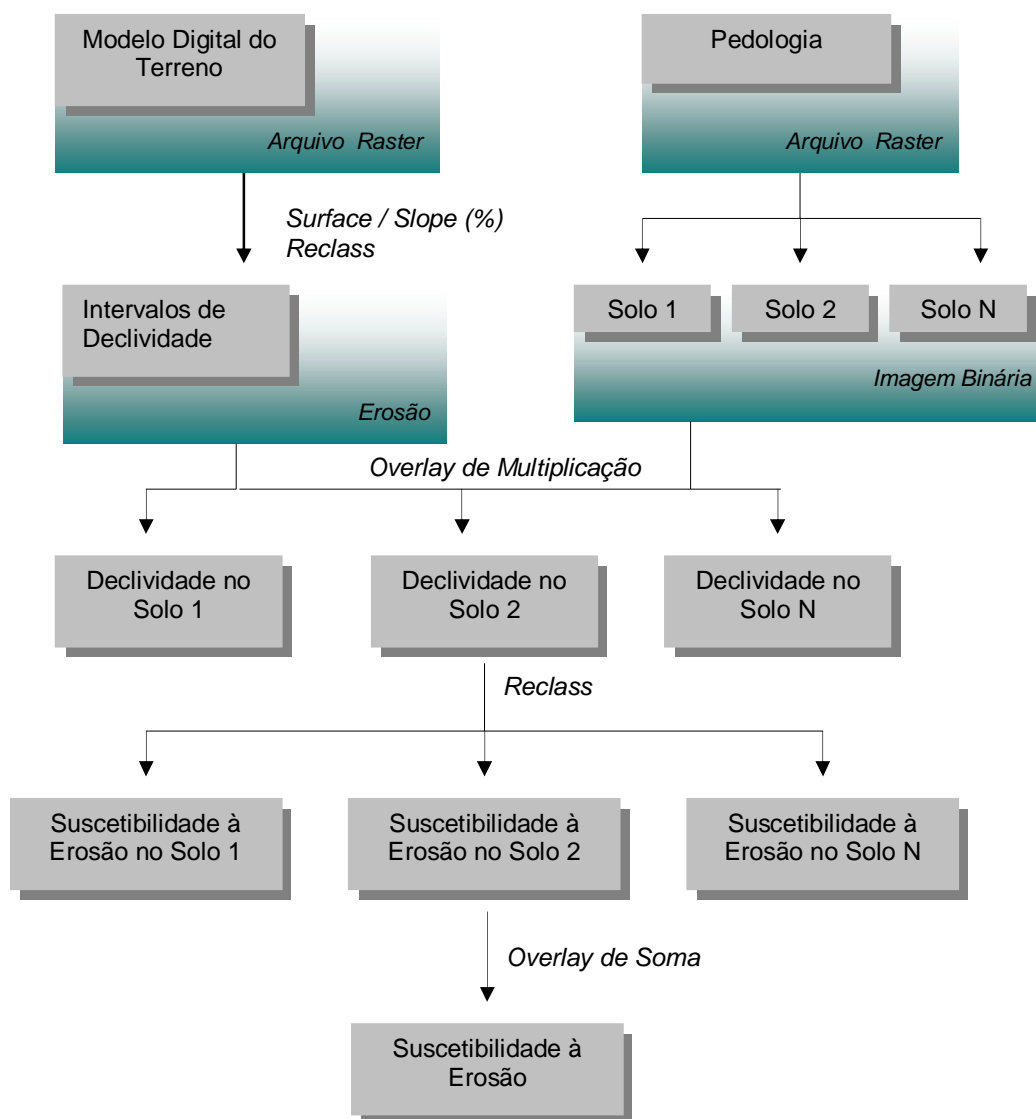 Modelo Digital do
Terreno
Arquivo Raster
Pedologia
Arquivo Raster
Surface / Slope (%)
Reclass
Intervalos de
Declividade
Erosão
Solo 1
Solo 2
Solo N
Imagem Binária
Overlay de Multiplicação
Declividade no
Solo 1
Declividade no
Solo 2
Declividade no
Solo N
Reclass
Suscetibilidade à
Erosão no Solo 1
Suscetibilidade à
Erosão no Solo 2
Suscetibilidade à
Erosão no Solo N
Overlay de Soma
Suscetibilidade à
Erosão